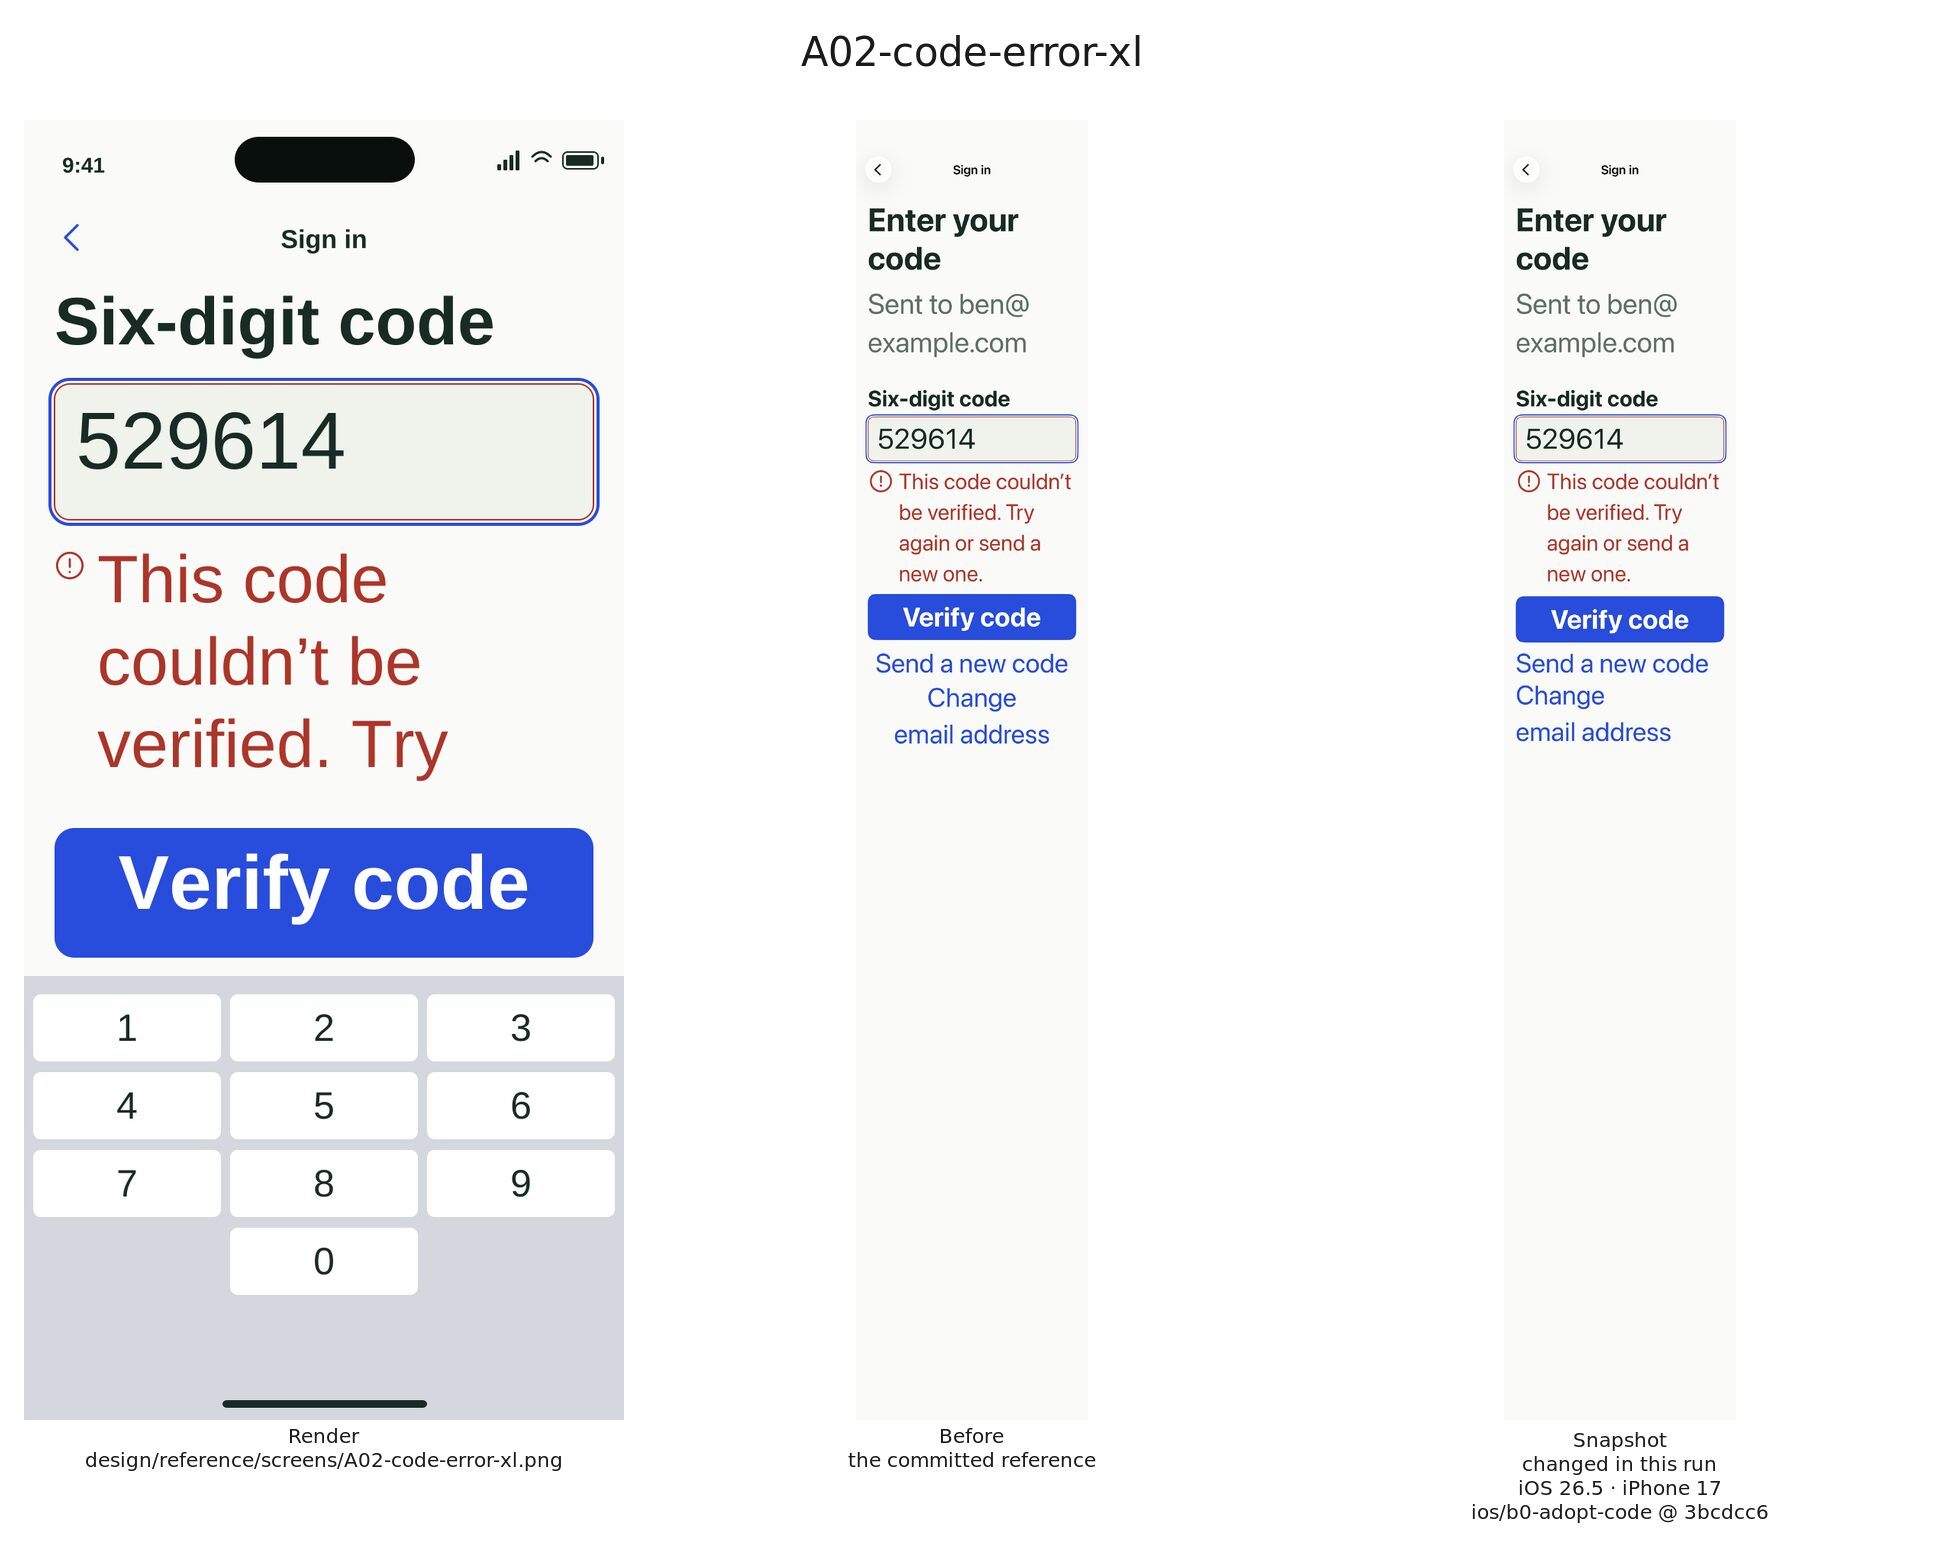 A02-code-error-xl
9:41
Sign in
Six-digit code
529614
This code
couldn’t be
verified. Try
Verify code
1 2 3
4 5 6
7 8 9
0
Render
design/reference/screens/A02-code-error-xl.png
Sign in
Enter your
code
Sent to ben@
example.com
Six-digit code
529614
This code couldn’t
be verified. Try
again or send a
new one.
Verify code
Send a new code
Change
email address
Before
the committed reference
Sign in
Enter your
code
Sent to ben@
example.com
Six-digit code
529614
This code couldn’t
be verified. Try
again or send a
new one.
Verify code
Send a new code
Change
email address
Snapshot
changed in this run
iOS 26.5 · iPhone 17
ios/b0-adopt-code @ 3bcdcc6